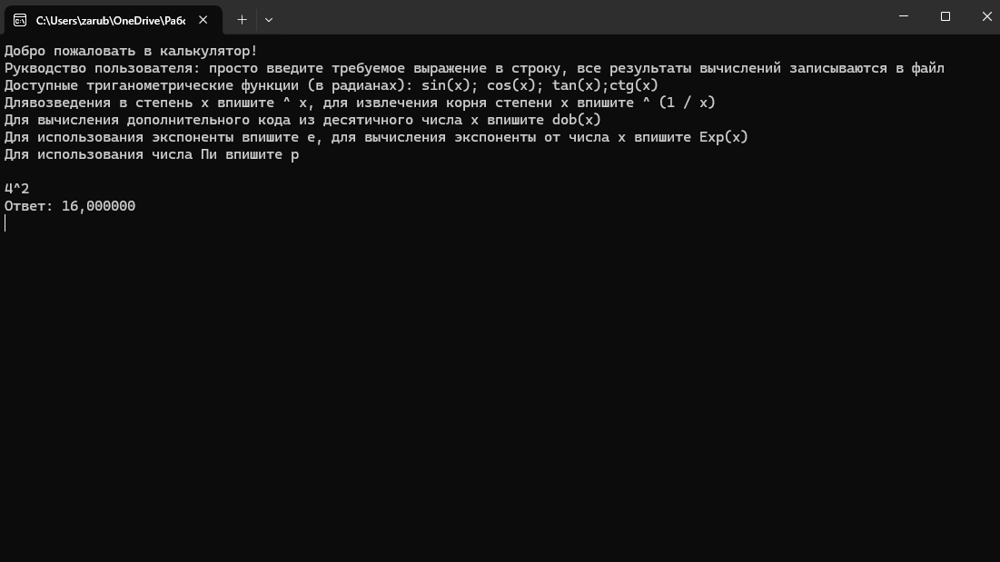 C:\Users\zarub\OneDrive\Рабс
Добро пожаловать в калькулятор!
Рукводство пользователя: просто введите требуемое выражение в строку, все результаты вычислений записываются в файл
Доступные триганометрические функции (в радианах): sin(x); cos(x); tan(x);ctg(x)
Длявозведения в степень x впишите ^ x, для извлечения корня степени x впишите ^ (1 / x)
Для вычисления дополнительного кода из десятичного числа x впишите dob(x)
Для использования экспоненты впишите e, для вычисления экспоненты от числа x впишите Exp(x)
Для использования числа Пи впишите p
4^2
Ответ: 16,000000